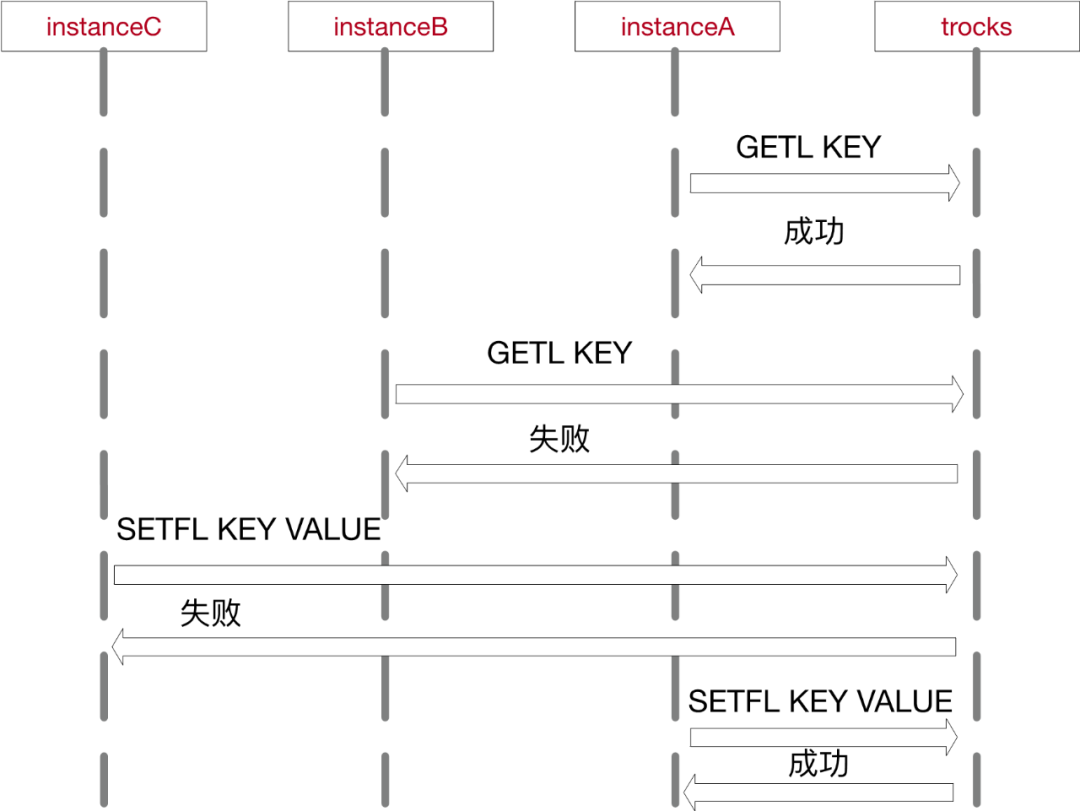 instanceC
instanceB
instanceA
trocks
GETL KEY
成功
GETL KEY
失败
SETFL KEY VALUE
失败
SETFL KEY VALUE
成功